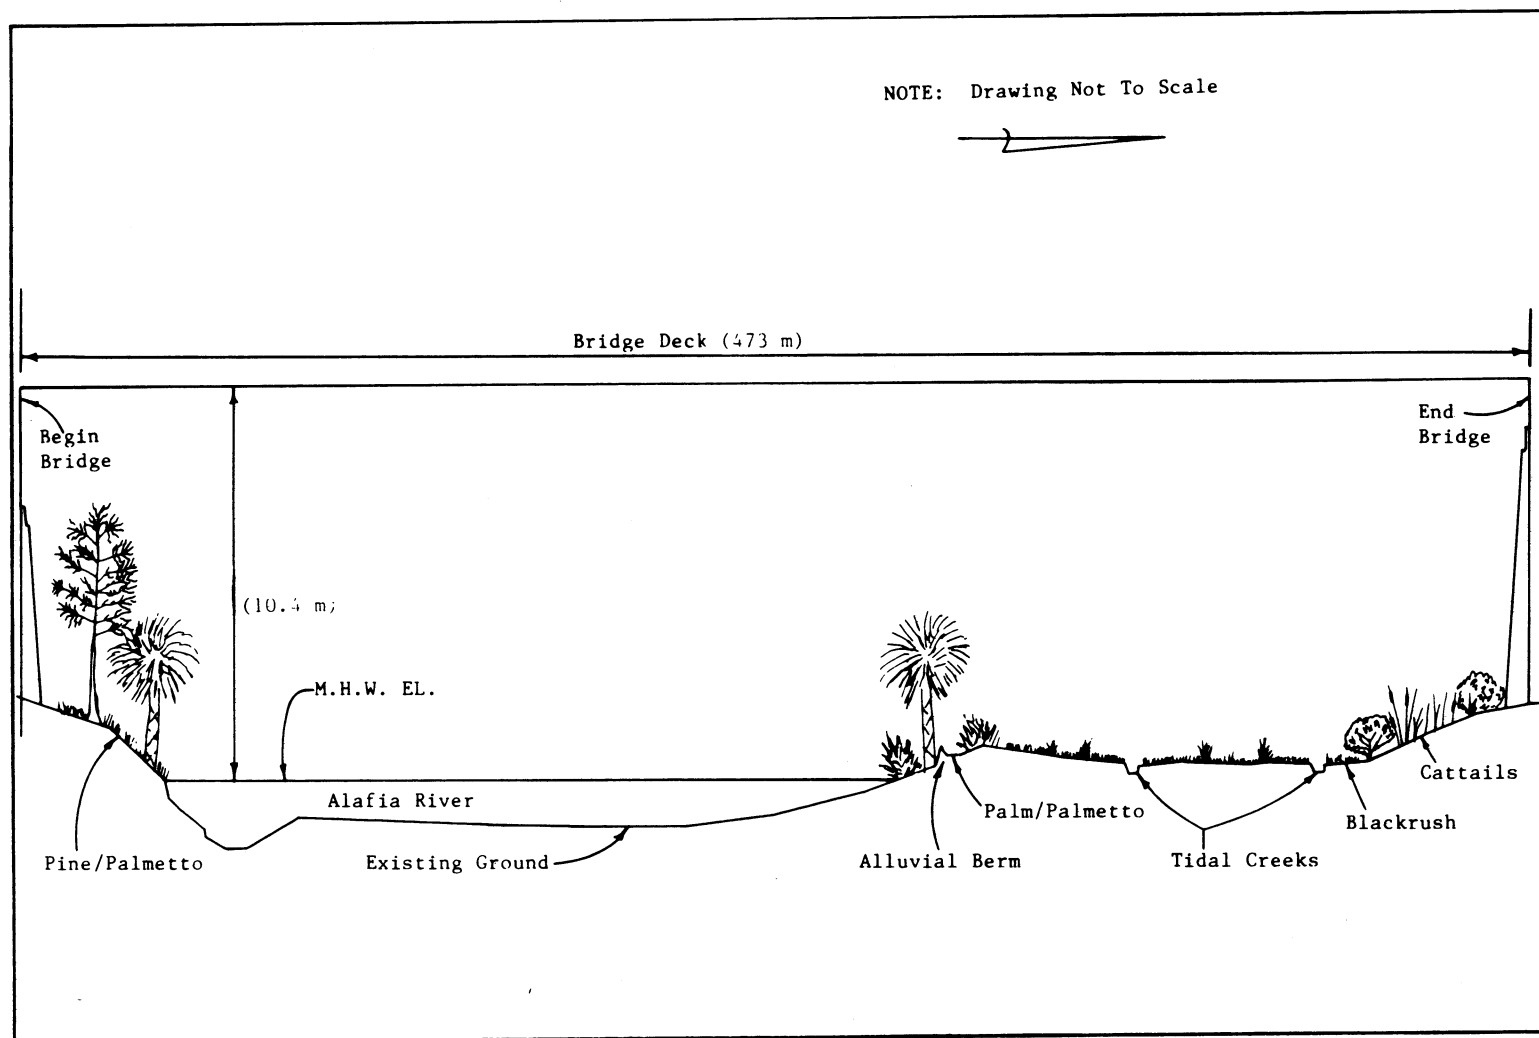 NOTE: Drawing Not To Scale
Bridge Deck (473 m)
Begin
Bridge
End
Bridge
(10.4 m)
M.H.W. EL.
Alafia River
Pine/Palmetto
Existing Ground
Alluvial Berm
Palm/Palmetto
Tidal Creeks
Blackrush
Cattails